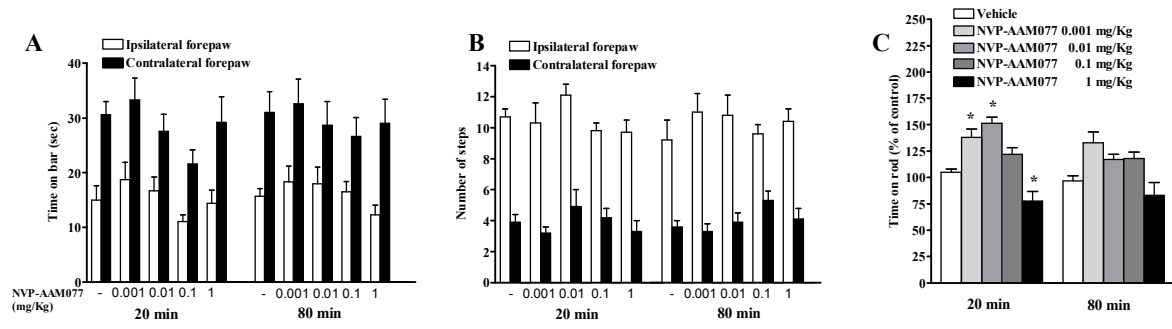 A
Ipsilateral forepaw
Contralateral forepaw
Time on bar (sec)
40
30
20
10
0
NVP-AAM077
(mg/Kg)
- 0.001 0.01 0.1 1
- 0.001 0.01 0.1 1
20 min
80 min
B
Ipsilateral forepaw
Contralateral forepaw
Number of steps
14
12
10
8
6
4
2
0
- 0.001 0.01 0.1 1
- 0.001 0.01 0.1 1
20 min
80 min
C
Vehicle
NVP-AAM077 0.001 mg/Kg
NVP-AAM077 0.01 mg/Kg
NVP-AAM077 0.1 mg/Kg
NVP-AAM077 1 mg/Kg
Time on rod (% of control)
250
225
200
175
150
125
100
75
50
25
0
* * *
20 min
80 min